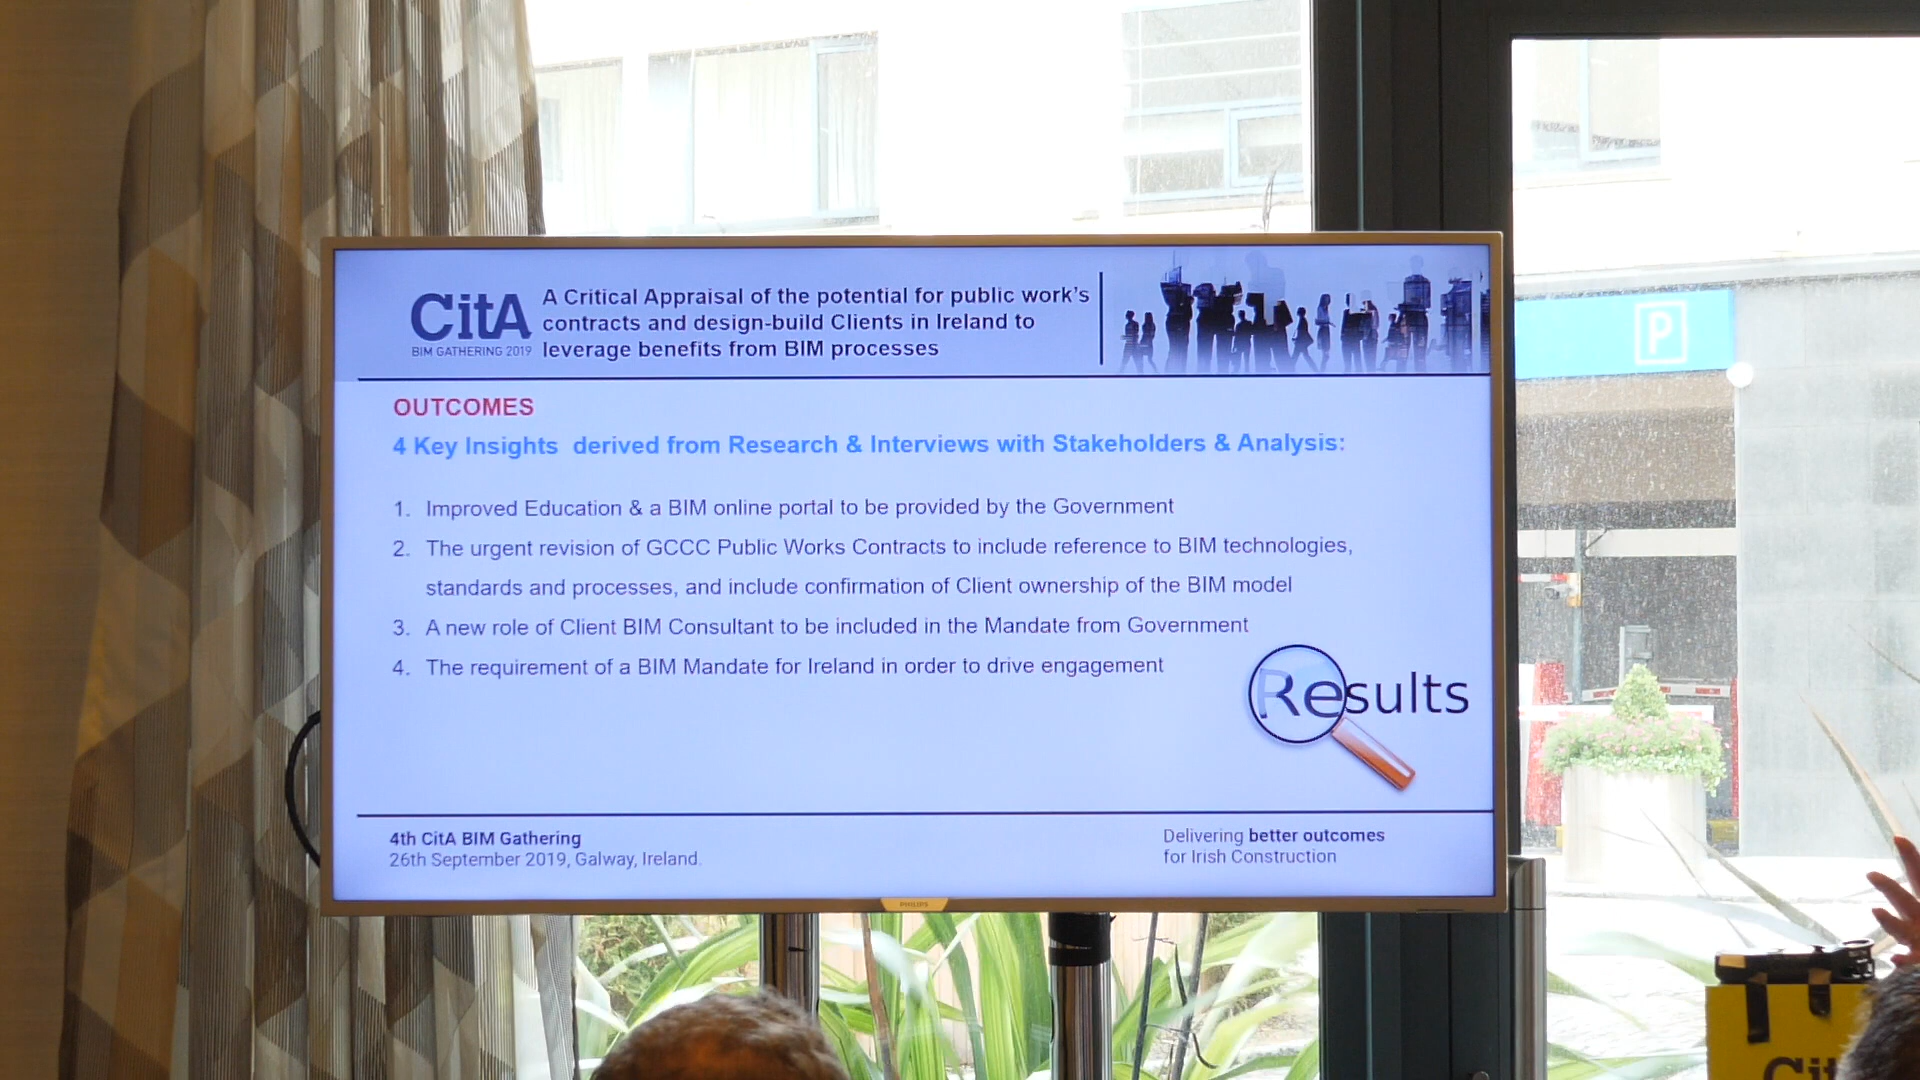 CitA
BIM GATHERING 2019
A Critical Appraisal of the potential for public work's
contracts and design-build Clients in Ireland to
leverage benefits from BIM processes
OUTCOMES
4 Key Insights derived from Research & Interviews with Stakeholders & Analysis:
1. Improved Education & a BIM online portal to be provided by the Government
2. The urgent revision of GCCC Public Works Contracts to include reference to BIM technologies,
standards and processes, and include confirmation of Client ownership of the BIM model
3. A new role of Client BIM Consultant to be included in the Mandate from Government
4. The requirement of a BIM Mandate for Ireland in order to drive engagement
Results
4th CitA BIM Gathering
26th September 2019, Galway, Ireland.
Delivering better outcomes
for Irish Construction
PHILIPS
P
Cit